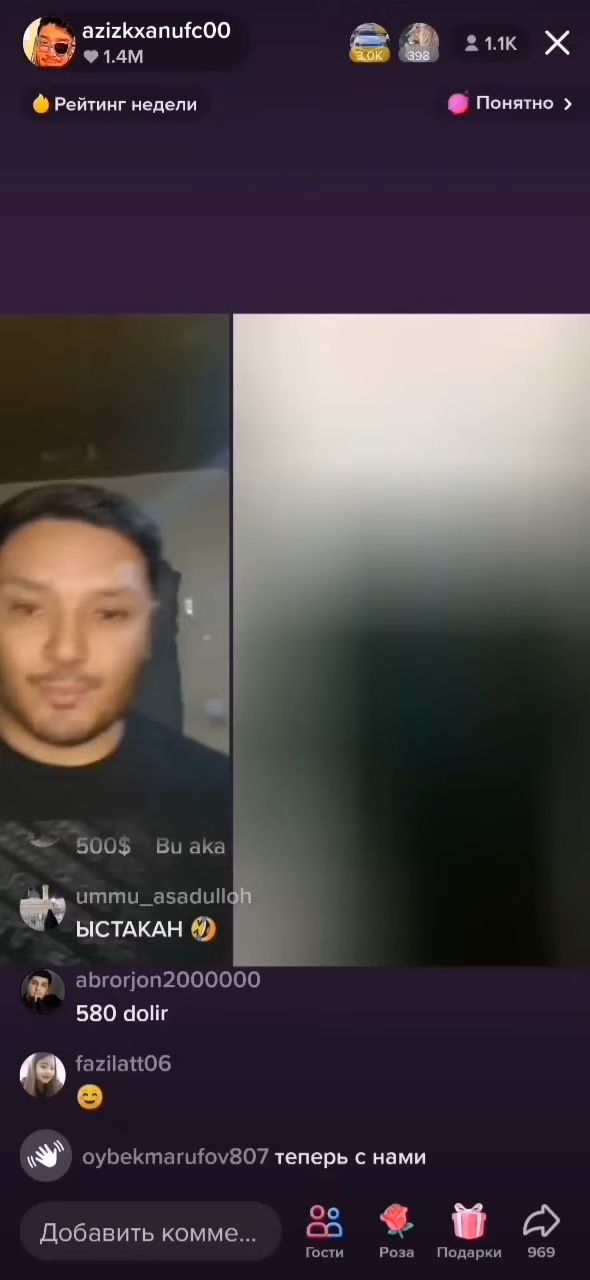 azizkxanufc00
1.4M
3.0K
398
1.1K
Рейтинг недели
Понятно
500$ Bu aka
ummu_asadulloh
ЫСТАКАН 🤣
abrorjon2000000
580 dolir
fazilatt06
😊
oybekmarufov807 теперь с нами
Добавить комме...
Гости
Роза
Подарки
969